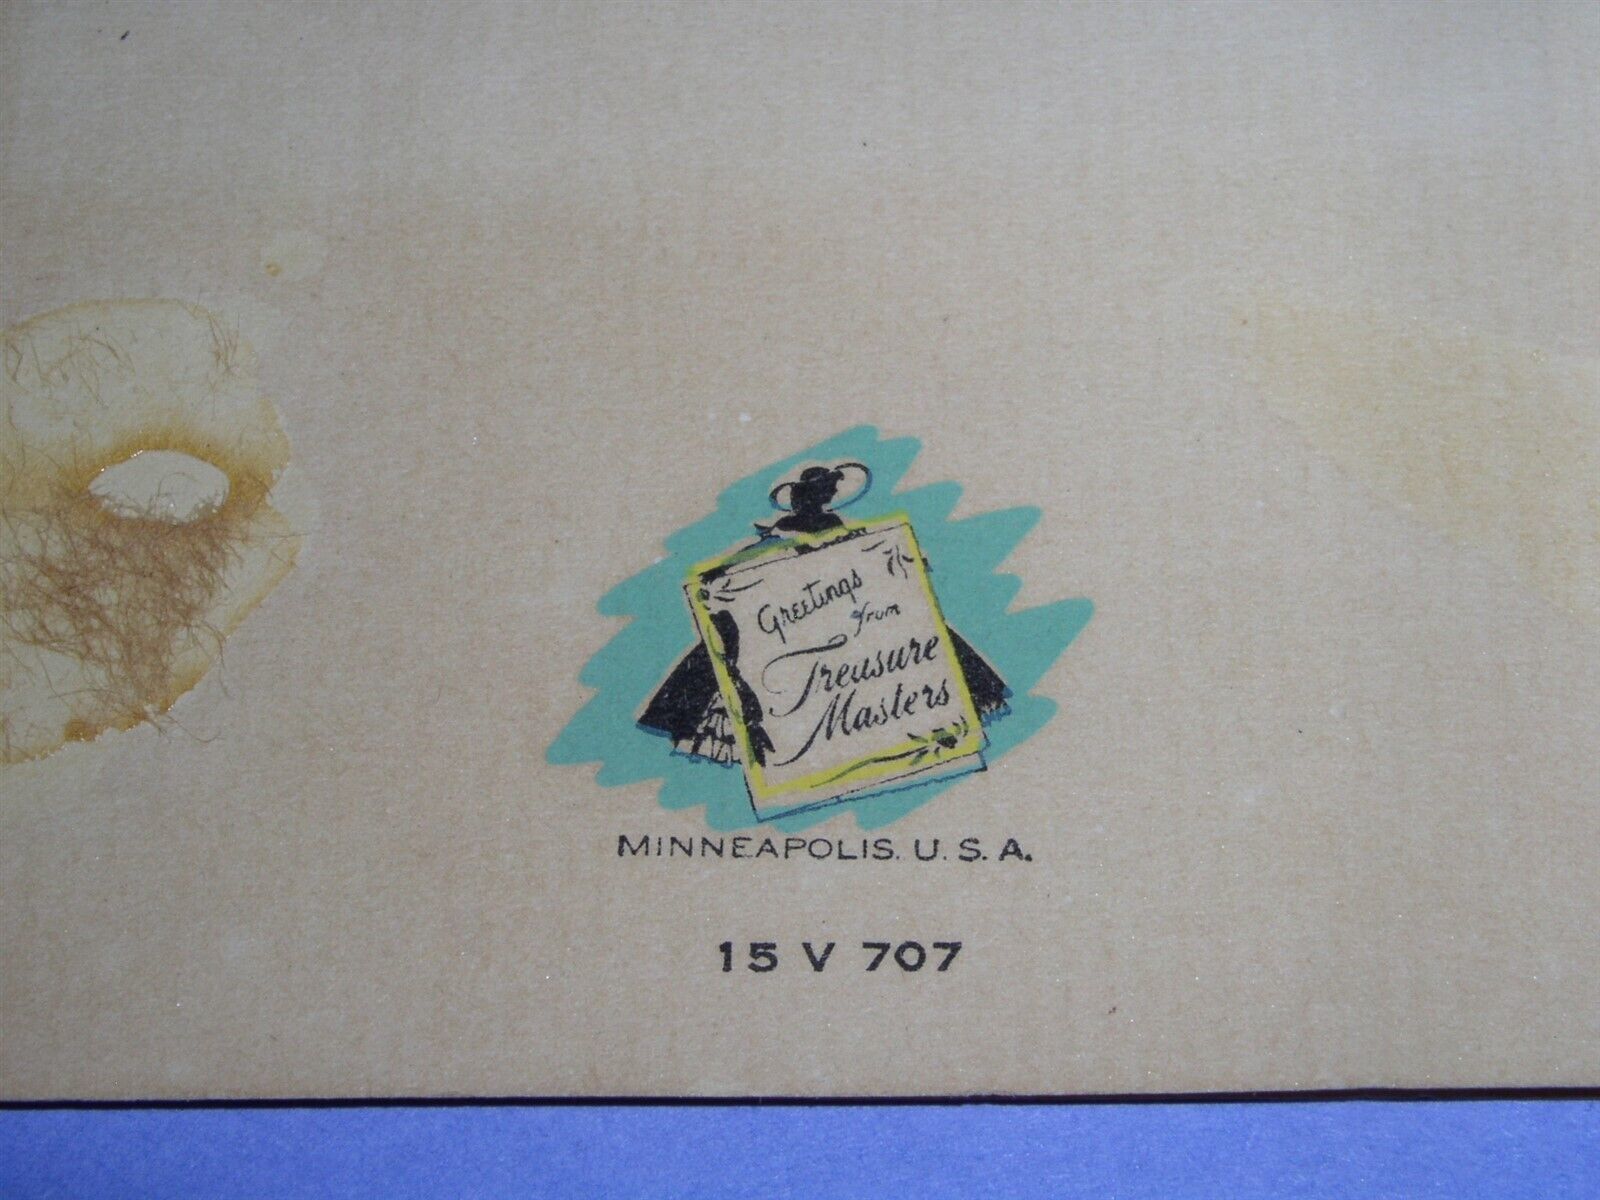 Greetings
from
Treasure
Masters
MINNEAPOLIS. U. S. A.
15 V 707